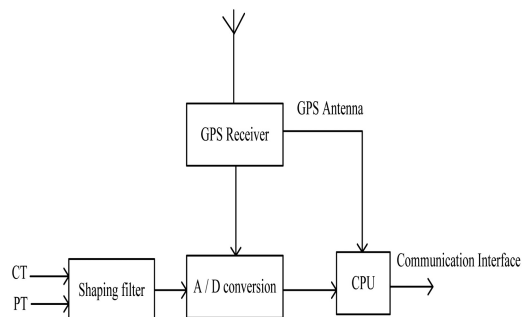 GPS Antenna
GPS Receiver
CT
PT
Shaping filter
A / D conversion
CPU
Communication Interface